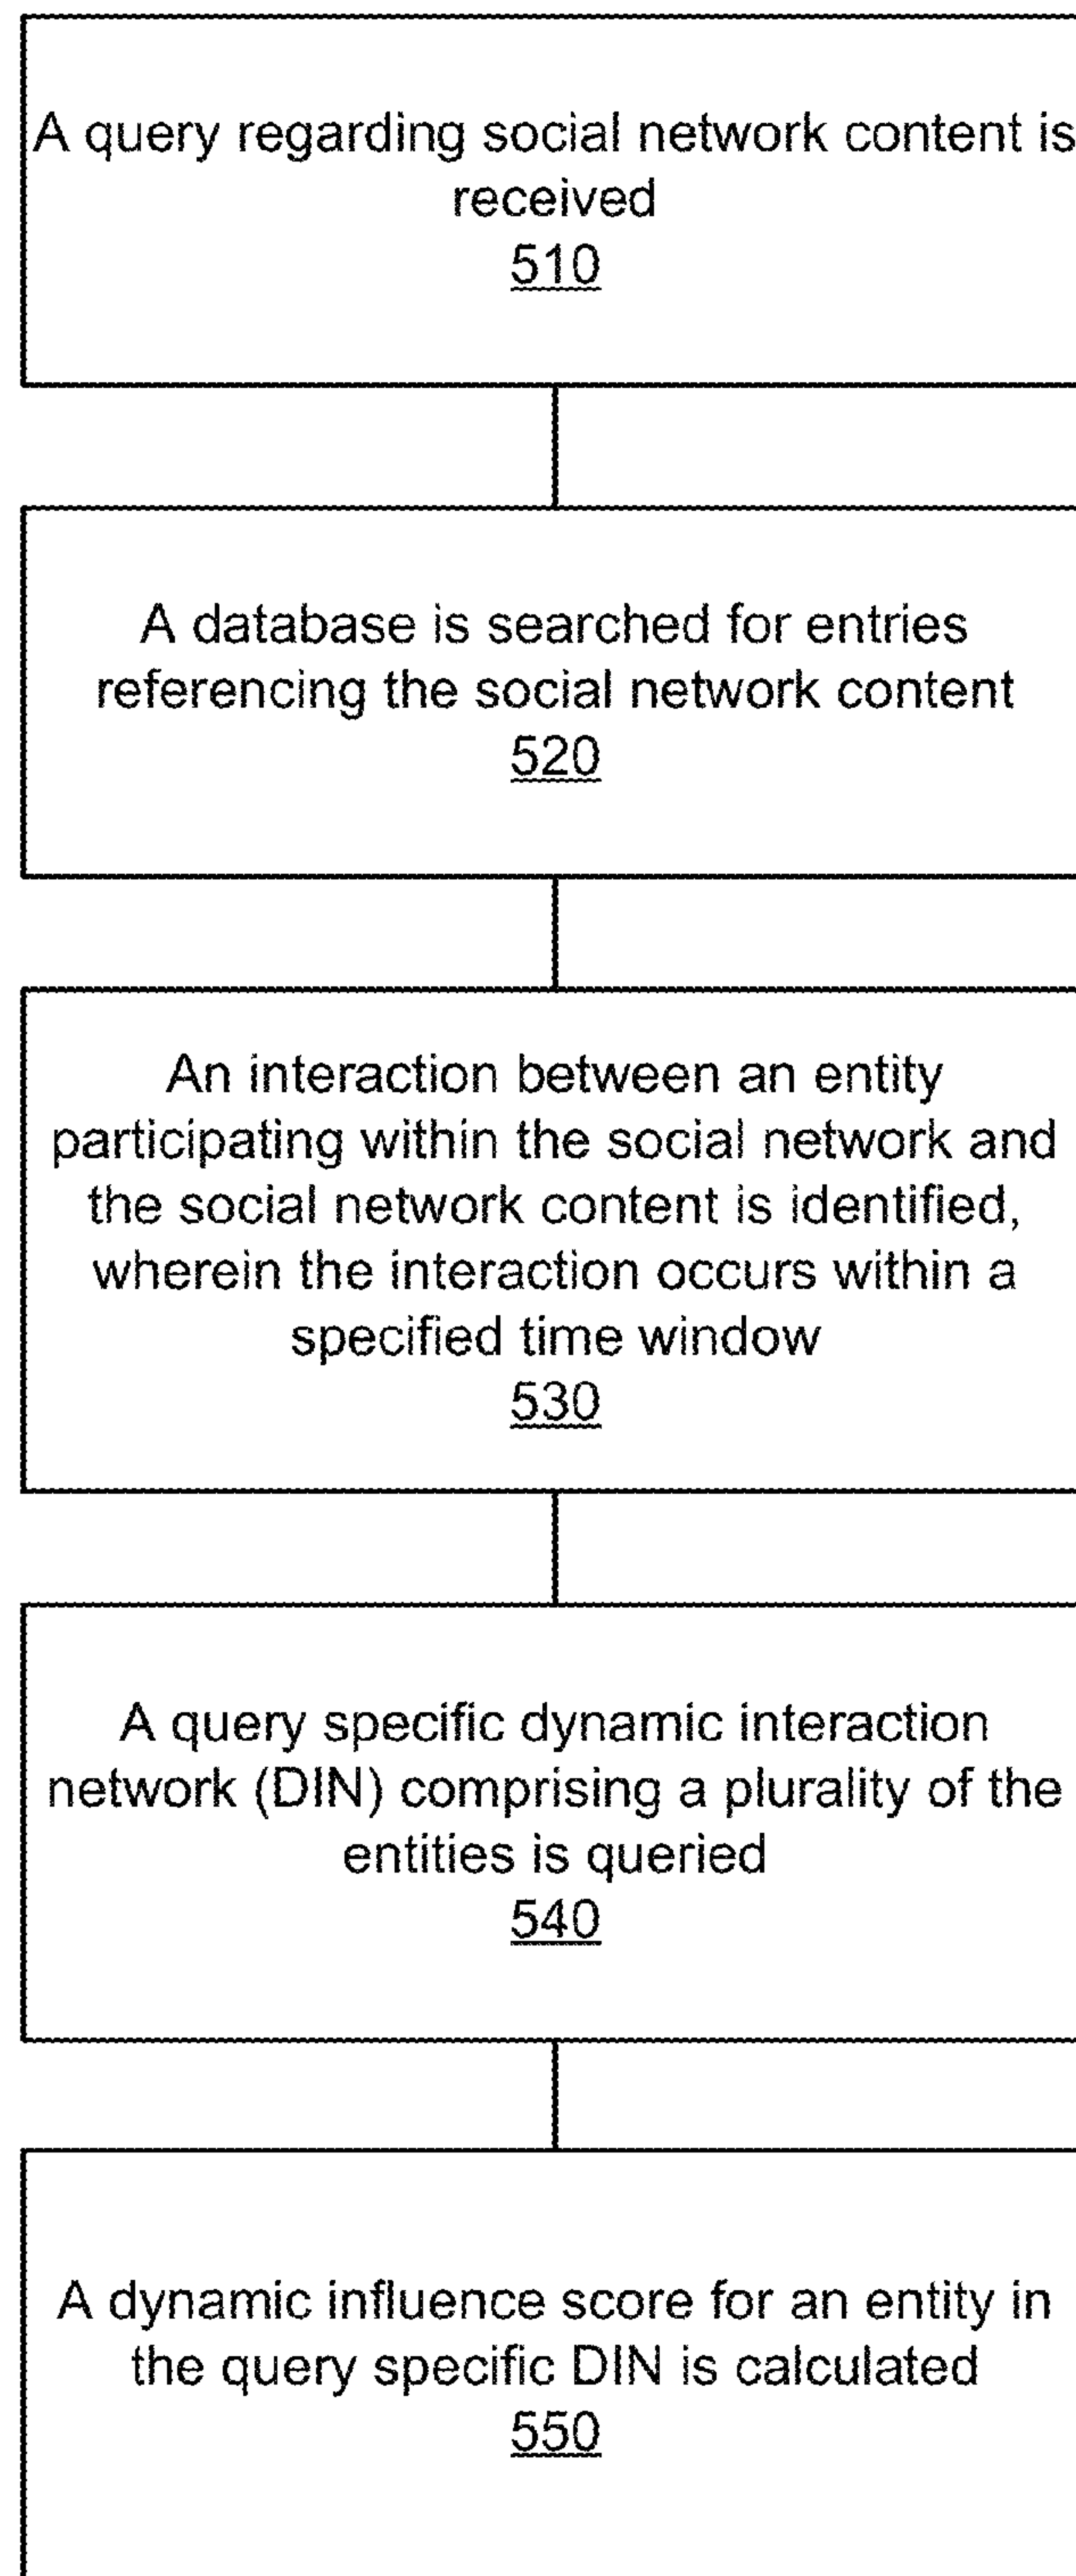 A query regarding social network content is
received
510
A database is searched for entries
referencing the social network content
520
An interaction between an entity
participating within the social network and
the social network content is identified,
wherein the interaction occurs within a
specified time window
530
A query specific dynamic interaction
network (DIN) comprising a plurality of the
entities is queried
540
A dynamic influence score for an entity in
the query specific DIN is calculated
550